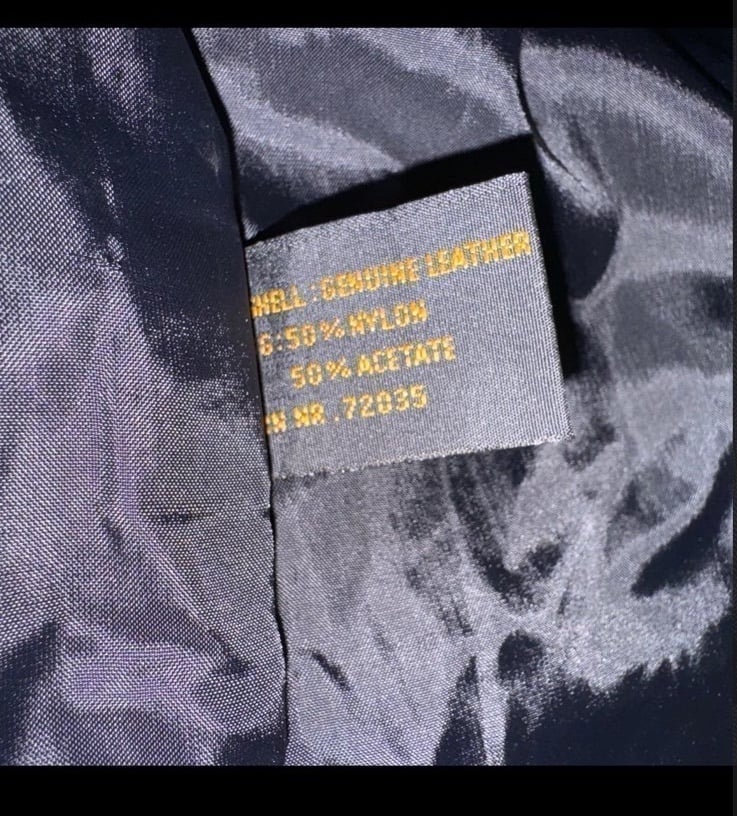 HELL : GENUINE LEATHER
G : 50 % NYLON
50 % ACETATE
N NR . 72035